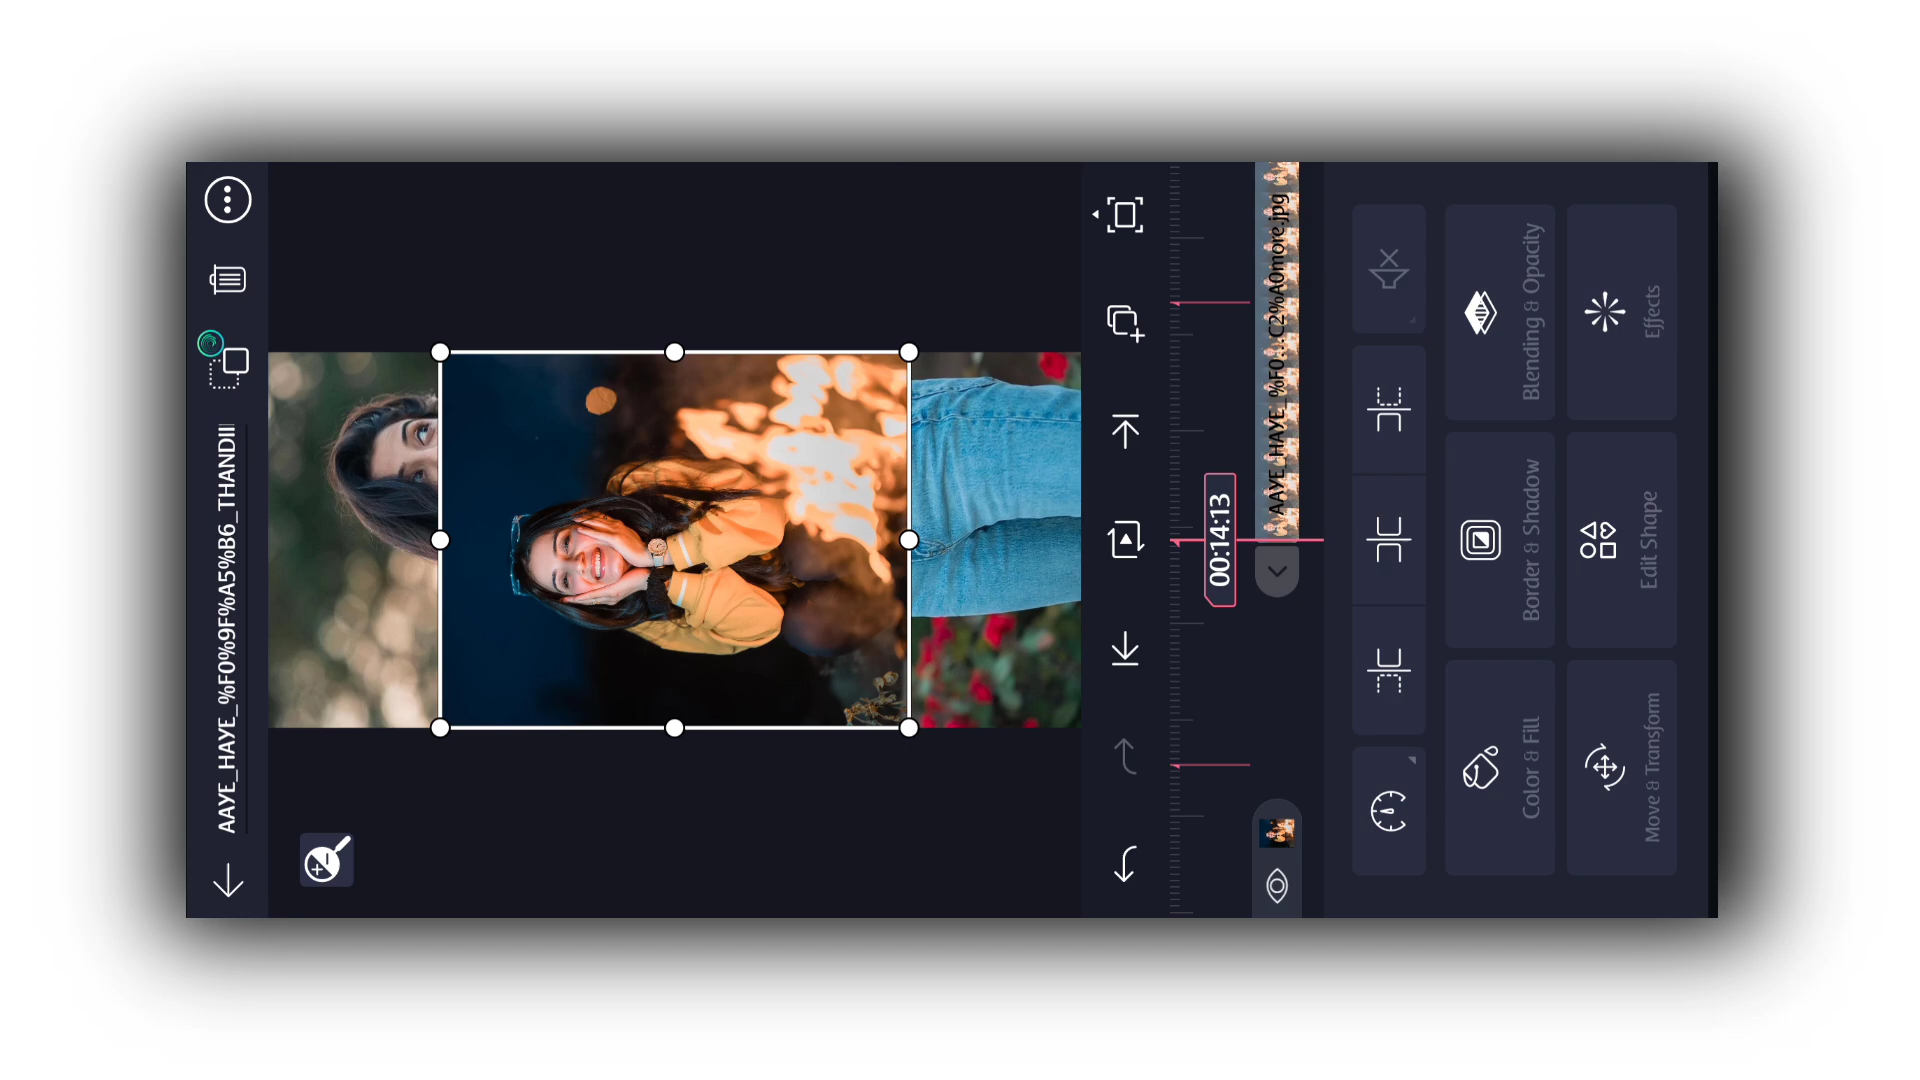 AAYE_HAYE_%F0%9F%A5%B6_THANDII
00:14:13
AAYE_HAYE_%F0...C2%A0more.jpg
Color & Fill
Border & Shadow
Blending & Opacity
Move & Transform
Edit Shape
Effects